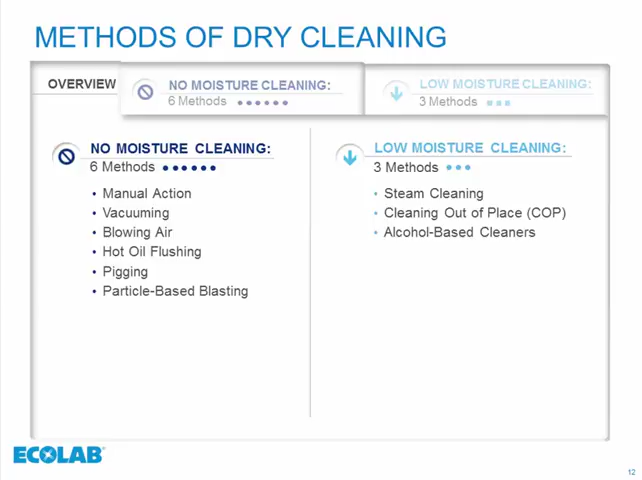 METHODS OF DRY CLEANING
OVERVIEW
NO MOISTURE CLEANING:
6 Methods
LOW MOISTURE CLEANING:
3 Methods
NO MOISTURE CLEANING:
6 Methods
• Manual Action
• Vacuuming
• Blowing Air
• Hot Oil Flushing
• Pigging
• Particle-Based Blasting
LOW MOISTURE CLEANING:
3 Methods
• Steam Cleaning
• Cleaning Out of Place (COP)
• Alcohol-Based Cleaners
ECOLAB
12